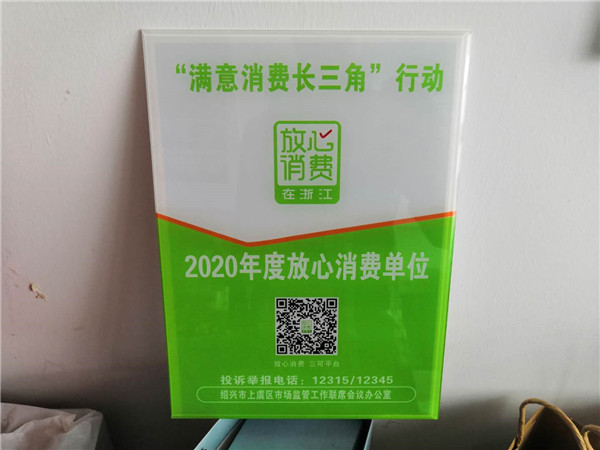 “满意消费长三角”行动
放心
消费
在浙江
2020年度放心消费单位
放心消费 三可平台
投诉举报电话：12315/12345
绍兴市上虞区市场监管工作联席会议办公室